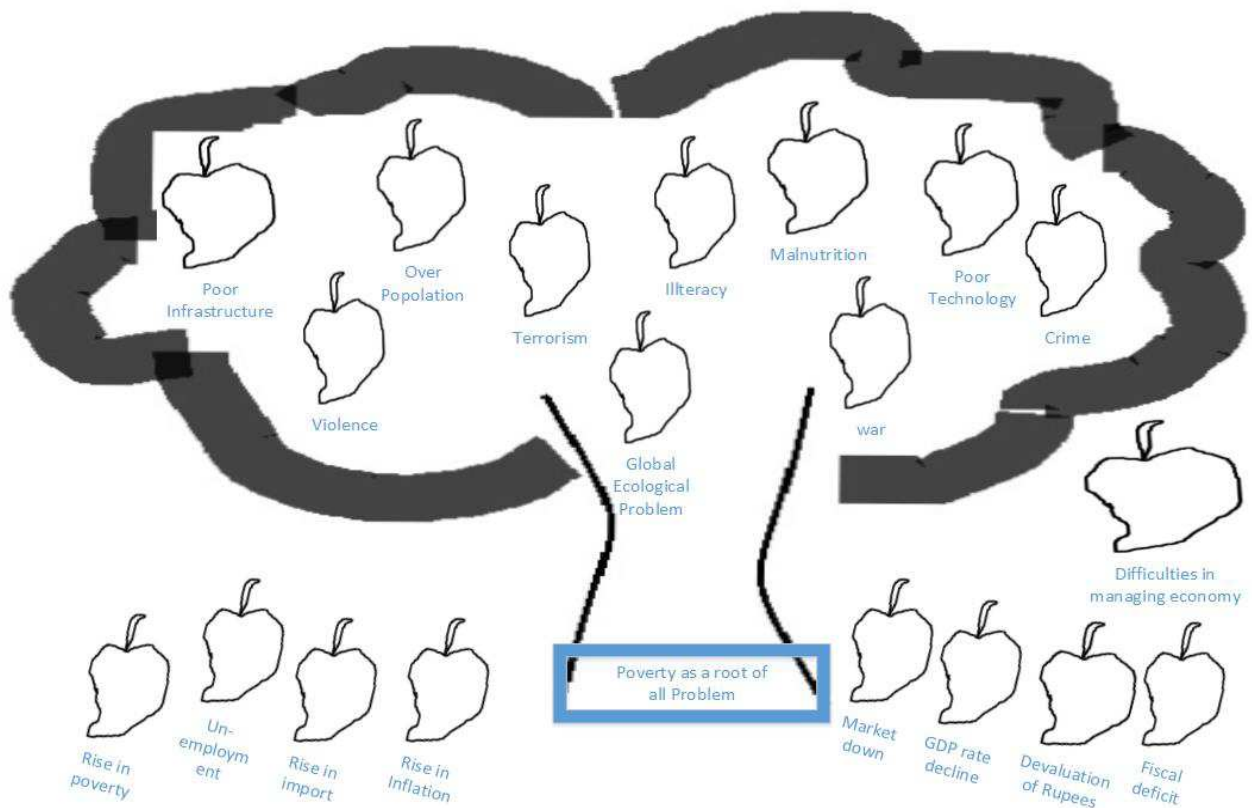 Poor
Infrastructure
Over
Popolation
Terrorism
Illteracy
Malnutrition
Poor
Technology
Crime
Violence
Global
Ecological
Problem
war
Difficulties in
managing economy
Poverty as a root of
all Problem
Rise in
poverty
Un-
employm
ent
Rise in
import
Rise in
Inflation
Market
down
GDP rate
decline
Devaluation
of Rupees
Fiscal
deficit